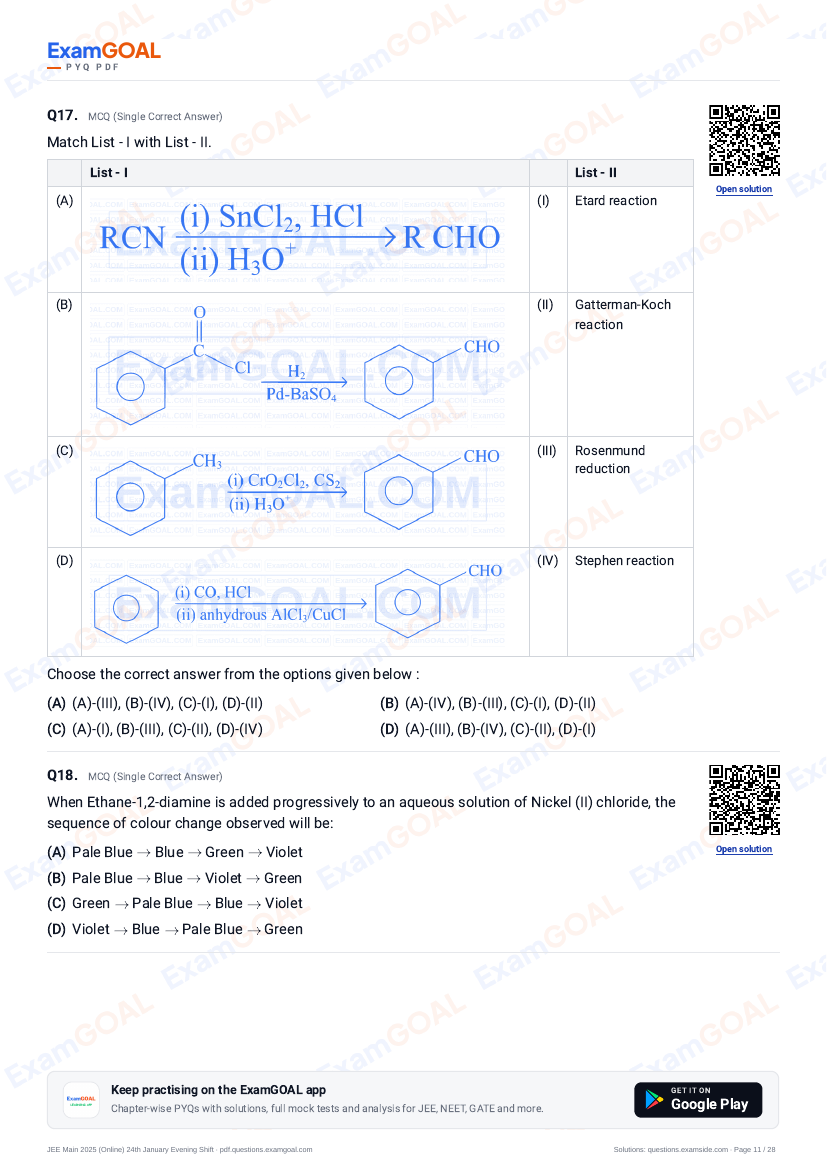 ExamGOAL
PYQ PDF
Q17. MCQ (Single Correct Answer)
Match List - I with List - II.
Open solution
List - I List - II
(A) RCN (i) SnCl₂, HCl (ii) H₃O⁺ → R CHO (I) Etard reaction
(B) O C Cl H₂ Pd-BaSO₄ CHO (II) Gatterman-Koch
reaction
(C) CH₃ (i) CrO₂Cl₂, CS₂ (ii) H₃O⁺ CHO (III) Rosenmund
reduction
(D) (i) CO, HCl (ii) anhydrous AlCl₃/CuCl CHO (IV) Stephen reaction
Choose the correct answer from the options given below :
(A) (A)-(III), (B)-(IV), (C)-(I), (D)-(II) (B) (A)-(IV), (B)-(III), (C)-(I), (D)-(II)
(C) (A)-(I), (B)-(III), (C)-(II), (D)-(IV) (D) (A)-(III), (B)-(IV), (C)-(II), (D)-(I)
Q18. MCQ (Single Correct Answer)
When Ethane-1,2-diamine is added progressively to an aqueous solution of Nickel (II) chloride, the
sequence of colour change observed will be:
Open solution
(A) Pale Blue → Blue → Green → Violet
(B) Pale Blue → Blue → Violet → Green
(C) Green → Pale Blue → Blue → Violet
(D) Violet → Blue → Pale Blue → Green
Keep practising on the ExamGOAL app
Chapter-wise PYQs with solutions, full mock tests and analysis for JEE, NEET, GATE and more.
GET IT ON
Google Play
JEE Main 2025 (Online) 24th January Evening Shift · pdf.questions.examgoal.com Solutions: questions.examside.com · Page 11 / 28